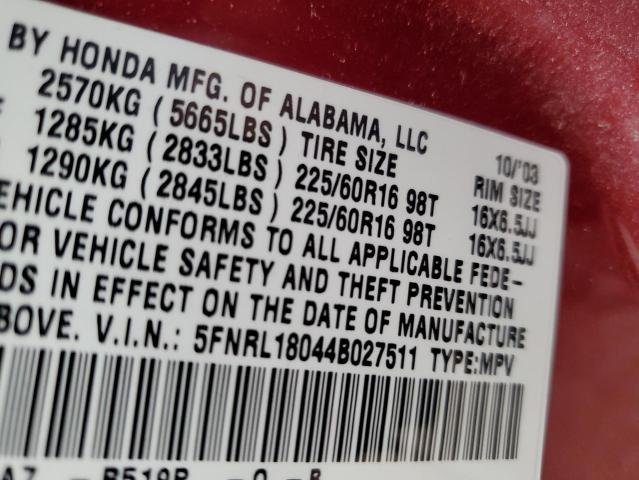 BY HONDA MFG. OF ALABAMA, LLC 10/'03
2570KG (5665LBS) TIRE SIZE RIM SIZE
1285KG (2833LBS) 225/60R16 98T 16X6.5JJ
1290KG (2845LBS) 225/60R16 98T 16X6.5JJ
EHICLE CONFORMS TO ALL APPLICABLE FEDE-
OR VEHICLE SAFETY AND THEFT PREVENTION
DS IN EFFECT ON THE DATE OF MANUFACTURE
BOVE. V.I.N.: 5FNRL18044B027511 TYPE:MPV